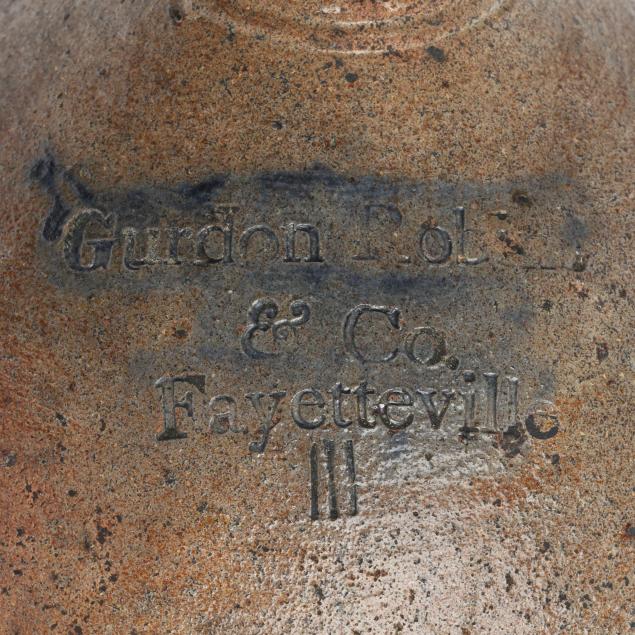 Gurdon
& Co.
Fayetteville
III